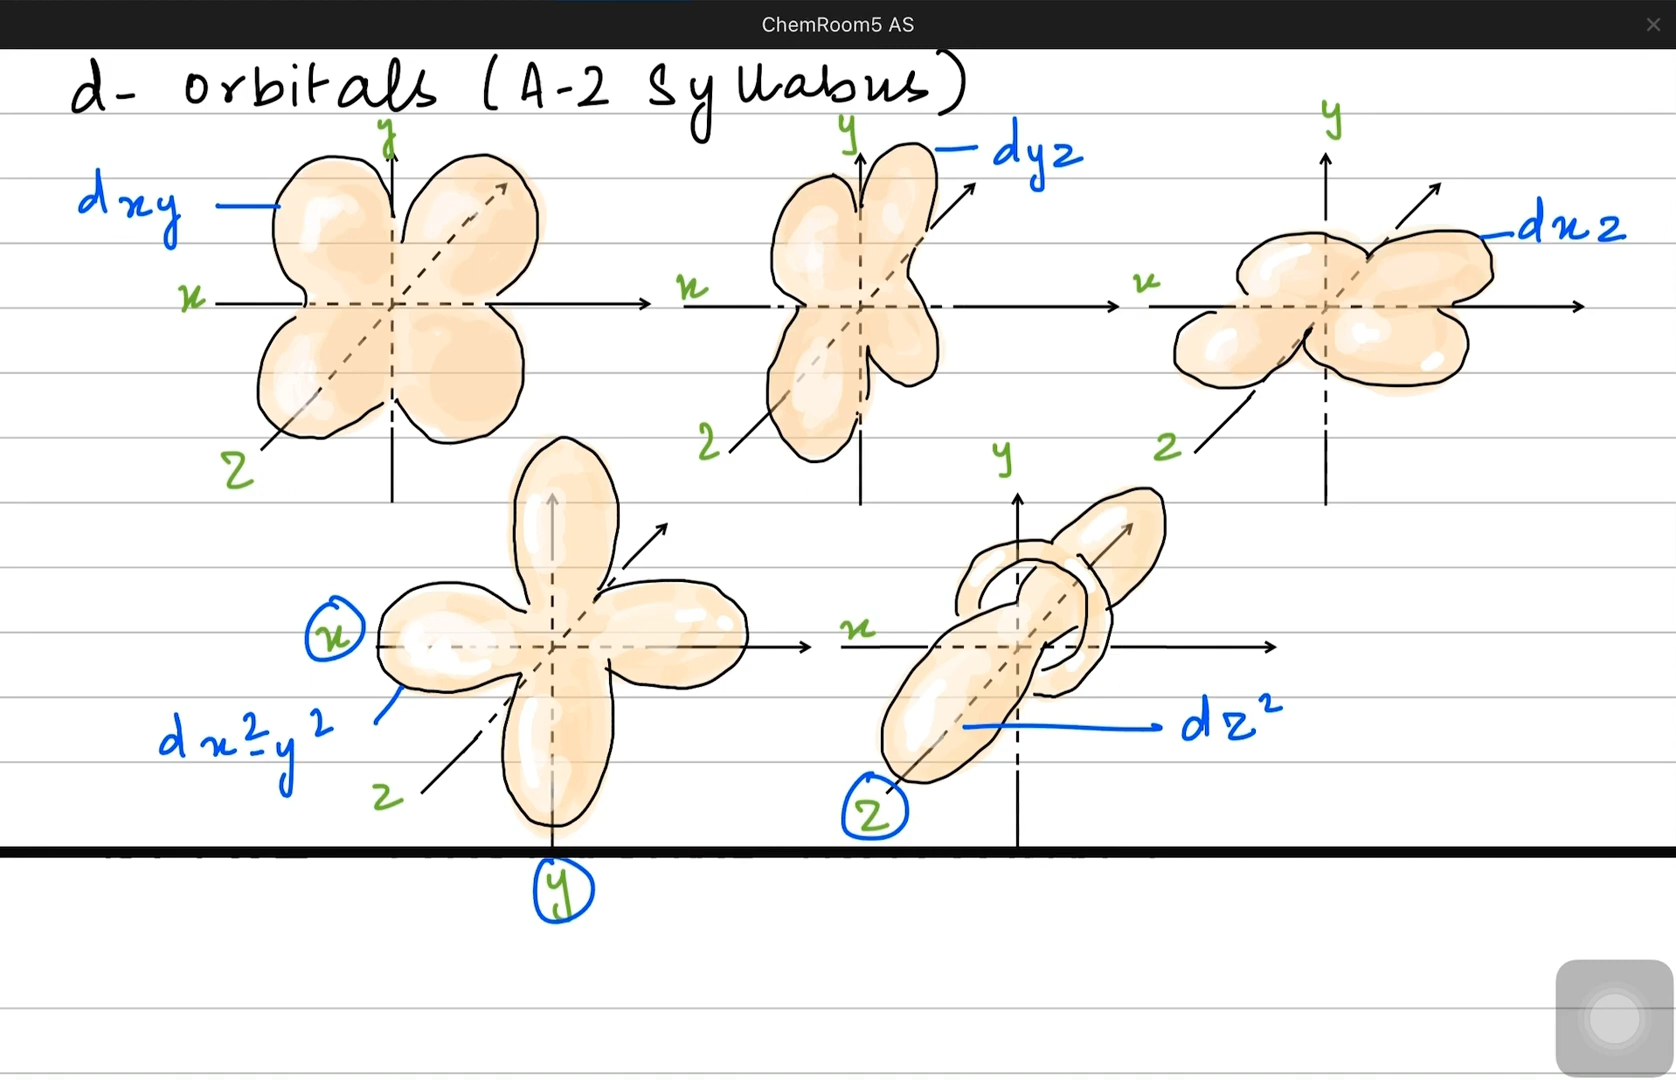 ChemRoom5 AS
d- orbitals (A-2 Syllabus)
y
dxy
x
z
y
dyz
x
z
y
dxz
x
z
x
dx²-y²
z
y
y
x
dz²
z